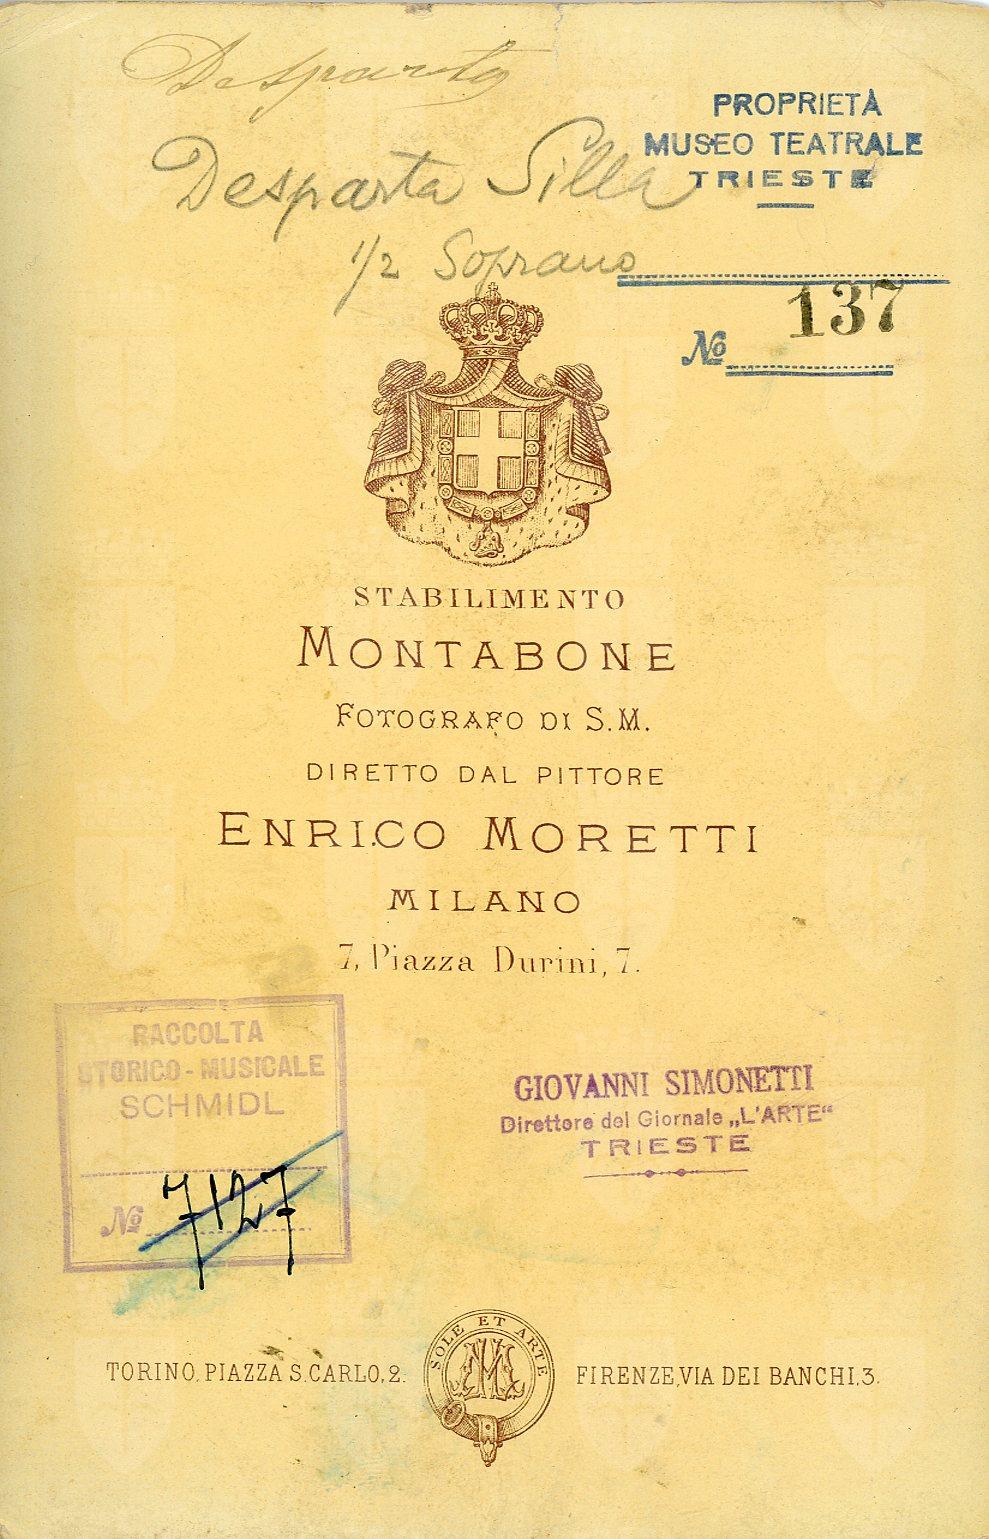 Desparta
PROPRIETÀ
MUSEO TEATRALE
TRIESTE
Desparta Silla
1/2 Soprano
No 137
STABILIMENTO
MONTABONE
FOTOGRAFO DI S.M.
DIRETTO DAL PITTORE
ENRICO MORETTI
MILANO
7, Piazza Durini, 7.
RACCOLTA
STORICO-MUSICALE
SCHMIDL
No 7127
GIOVANNI SIMONETTI
Direttore del Giornale „L'ARTE“
TRIESTE
TORINO, PIAZZA S. CARLO, 2.
SOLE ET ARTE
M
FIRENZE, VIA DEI BANCHI, 3.